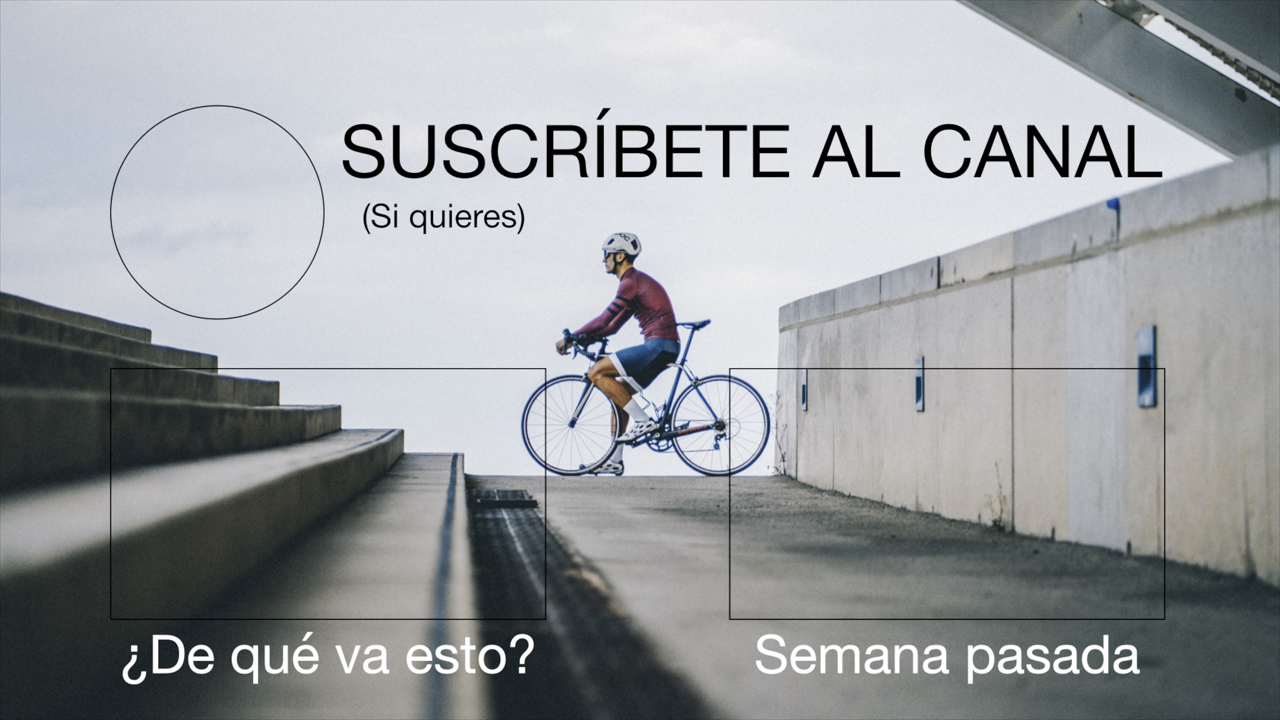 SUSCRÍBETE AL CANAL
(Si quieres)
¿De qué va esto?
Semana pasada